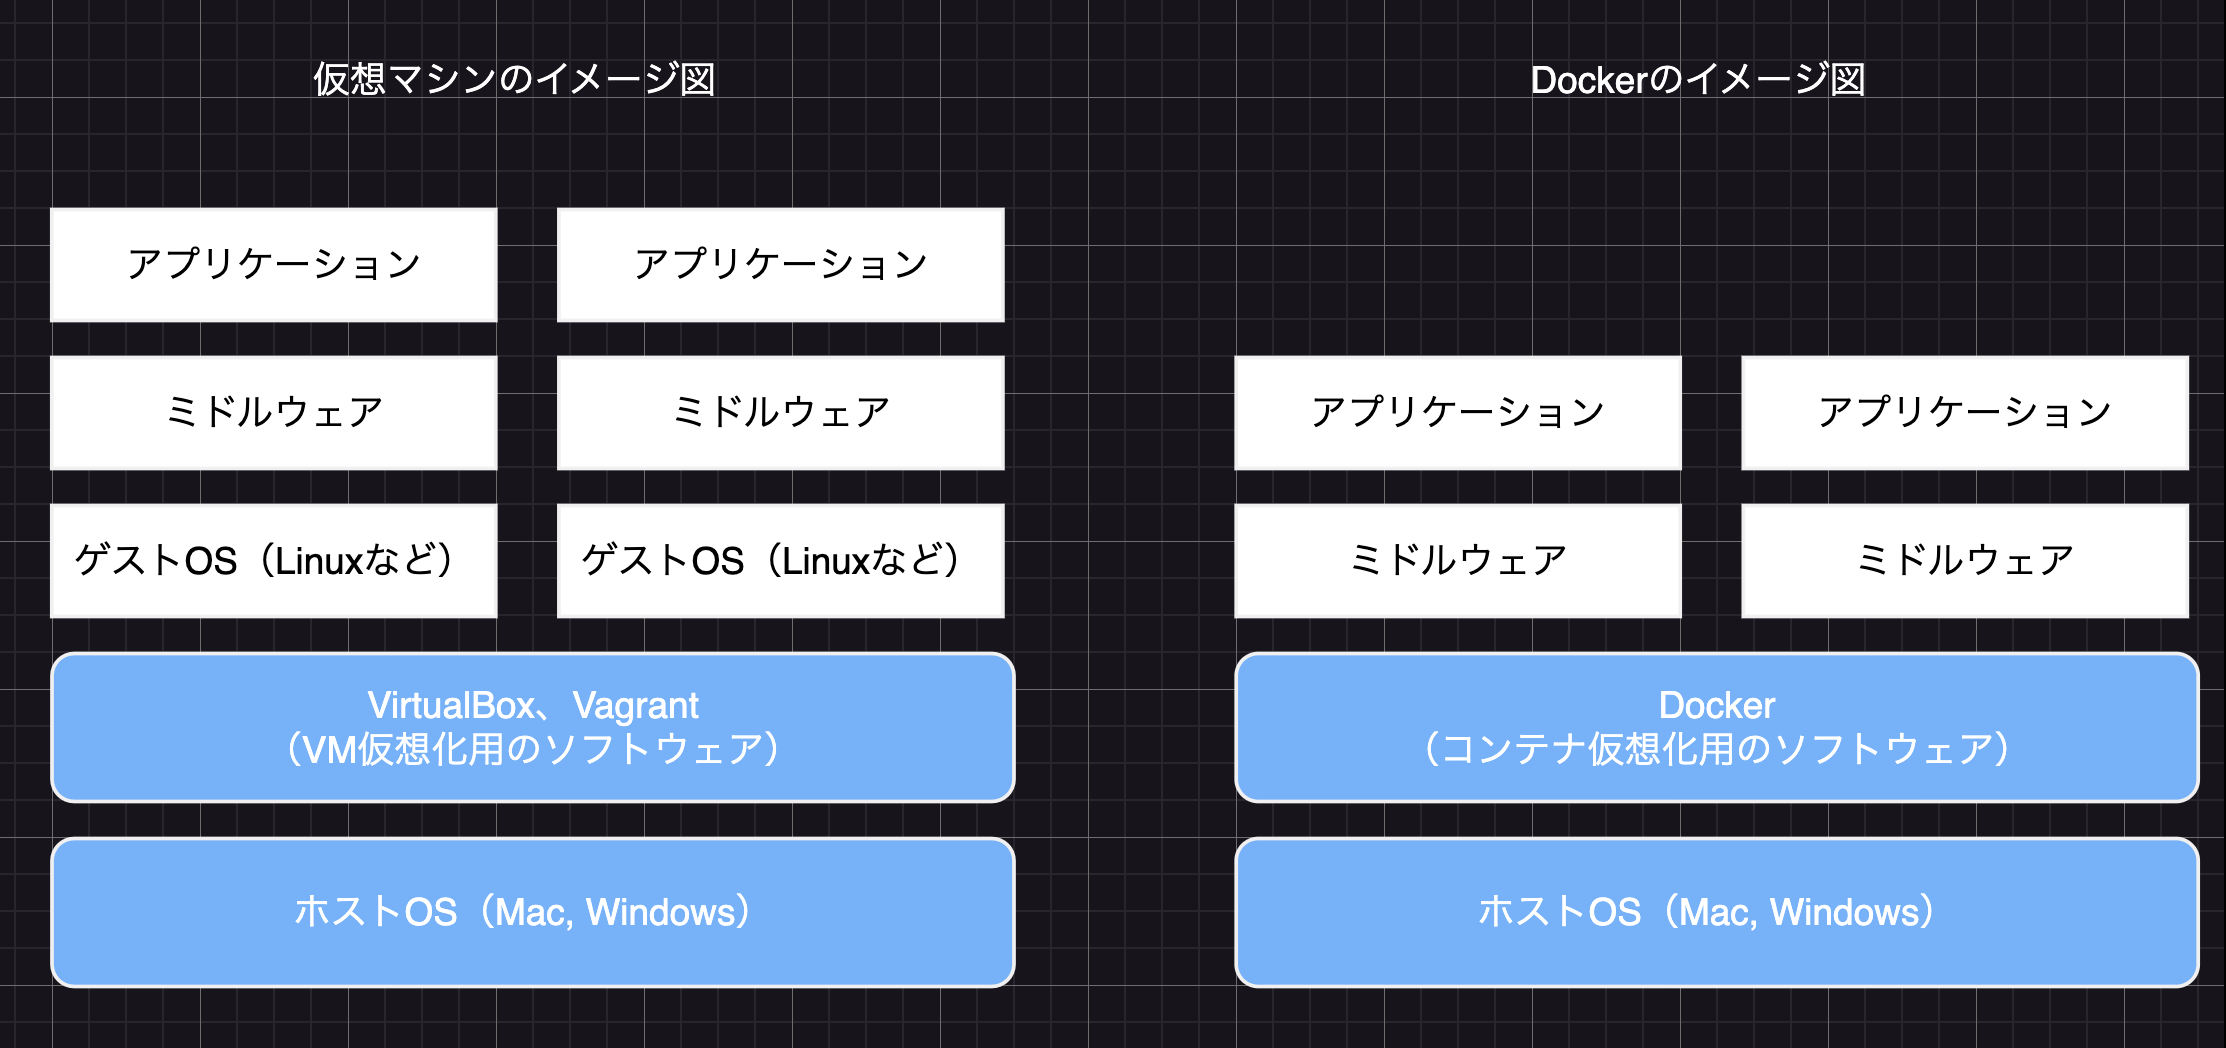 仮想マシンのイメージ図
アプリケーション
アプリケーション
ミドルウェア
ミドルウェア
ゲストOS（Linuxなど）
ゲストOS（Linuxなど）
VirtualBox、Vagrant
（VM仮想化用のソフトウェア）
ホストOS（Mac, Windows）
Dockerのイメージ図
アプリケーション
アプリケーション
ミドルウェア
ミドルウェア
Docker
（コンテナ仮想化用のソフトウェア）
ホストOS（Mac, Windows）